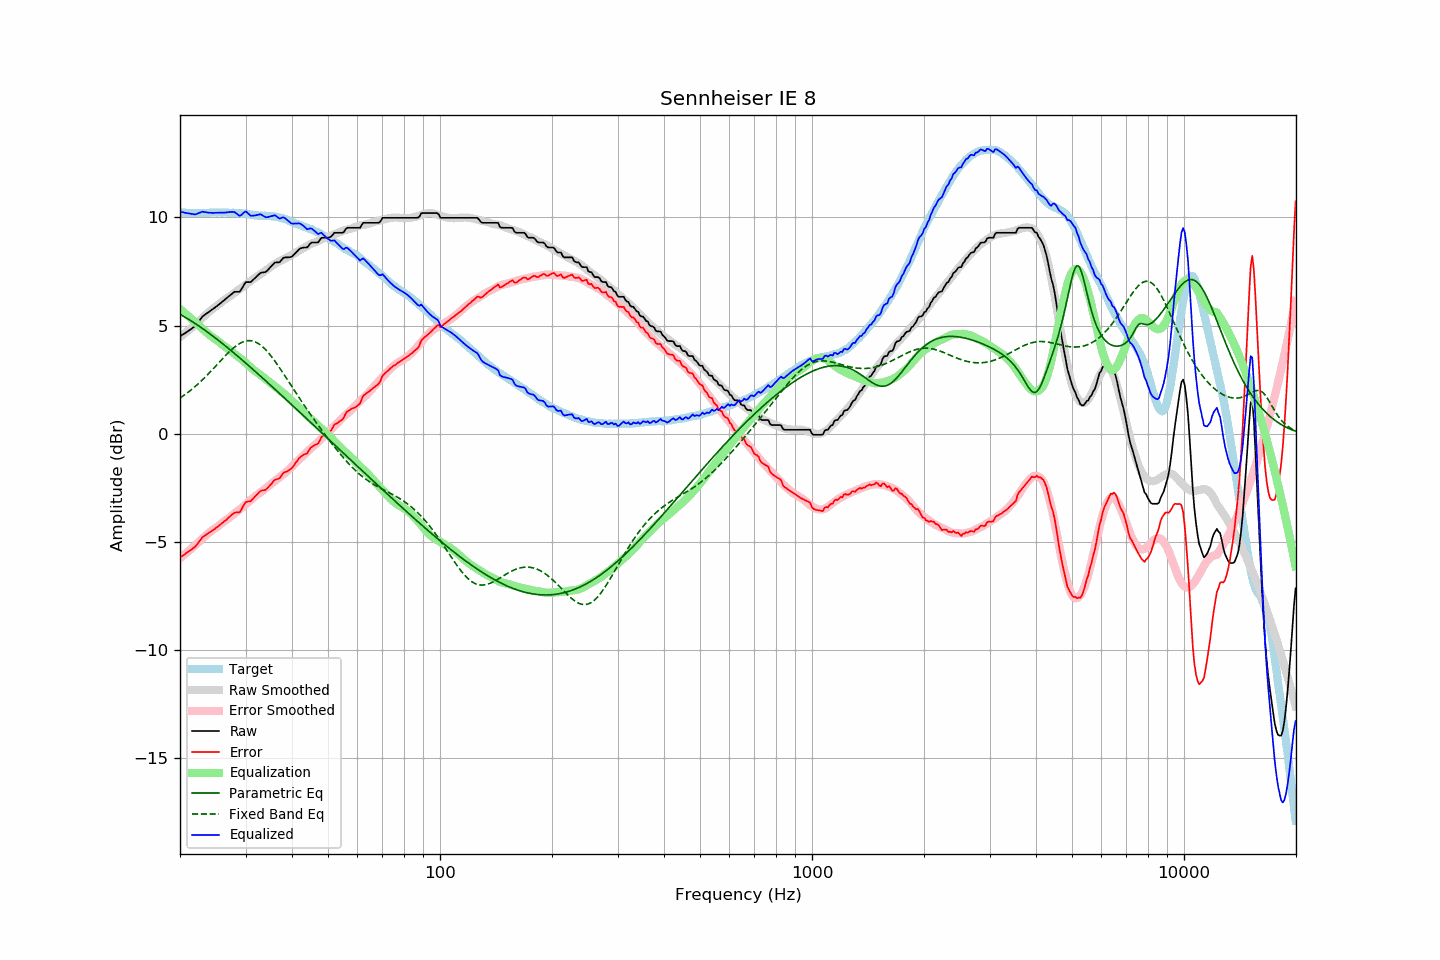 Sennheiser IE 8
Amplitude (dBr)
10
5
0
−5
−10
−15
Target
Raw Smoothed
Error Smoothed
Raw
Error
Equalization
Parametric Eq
Fixed Band Eq
Equalized
100
1000
10000
Frequency (Hz)